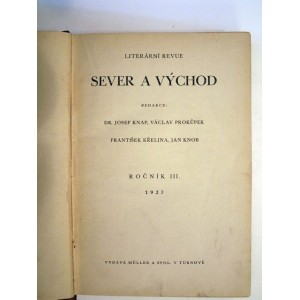 LITERÁRNÍ REVUE
SEVER A VÝCHOD
REDAKCE:
DR. JOSEF KNAP, VÁCLAV PROKŮPEK
FRANTIŠEK KŘELINA, JAN KNOB
ROČNÍK III.
1927
VYDAVÁ MÜLLER A SPOL. V TURNOVĚ